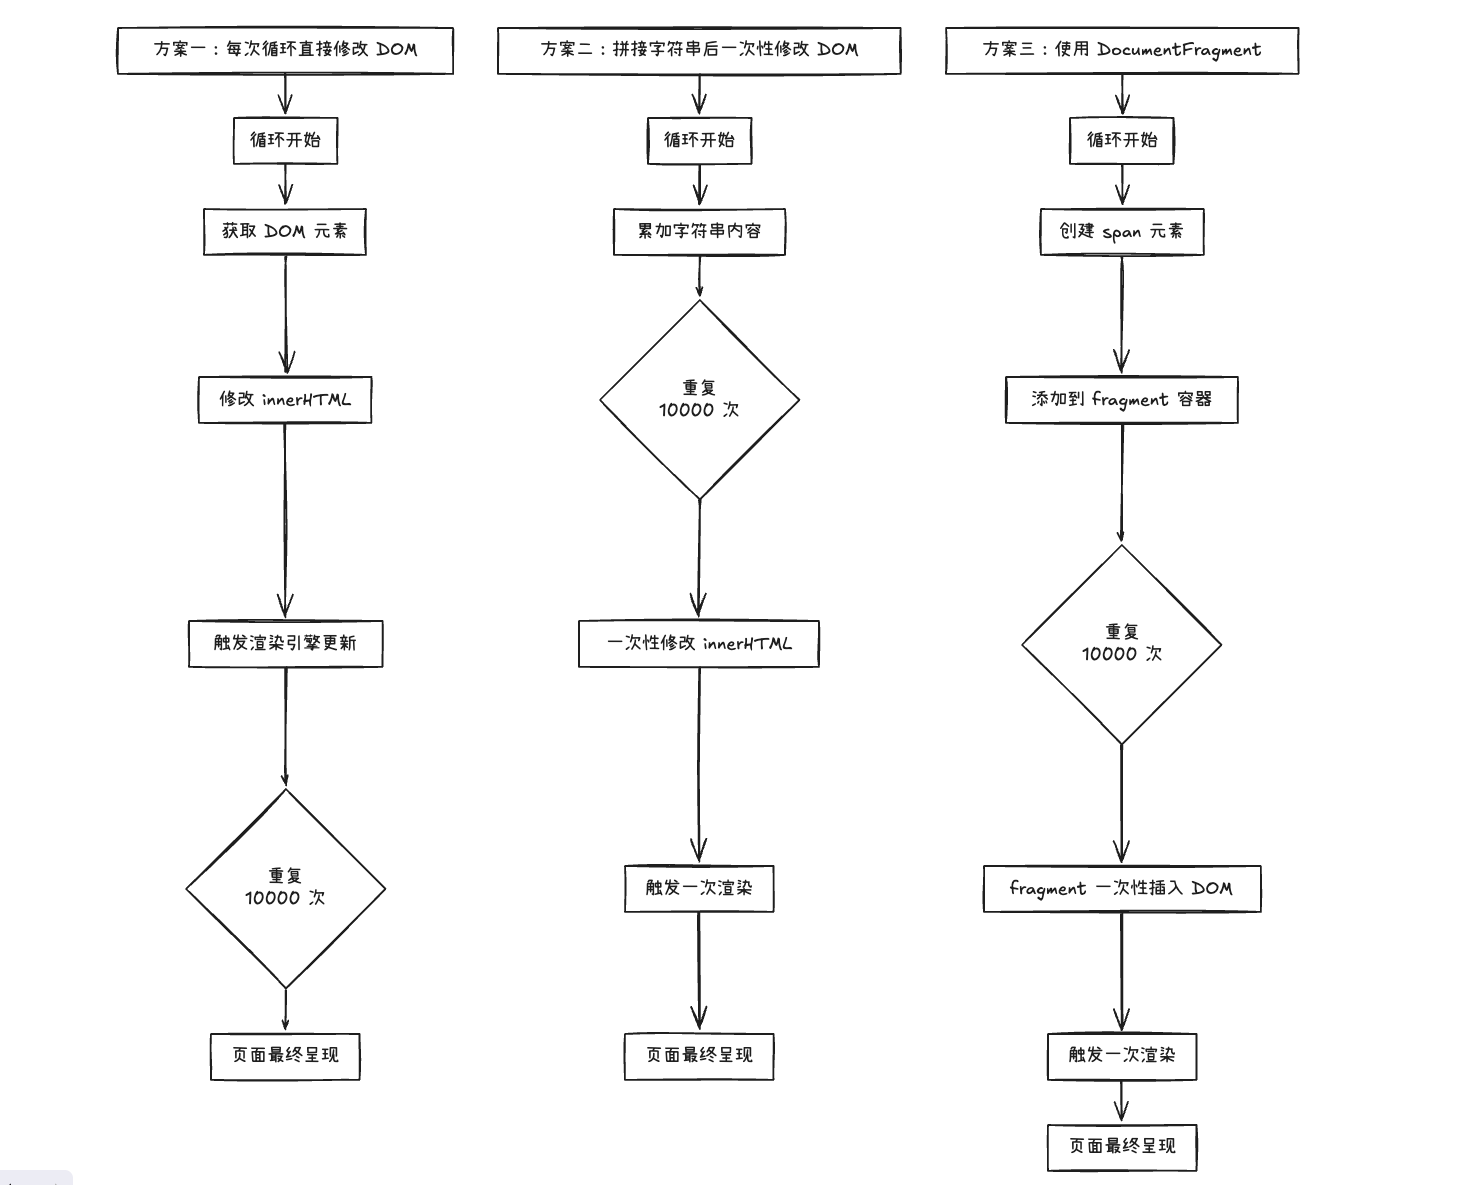 方案一：每次循环直接修改 DOM
循环开始
获取 DOM 元素
修改 innerHTML
触发渲染引擎更新
重复
10000 次
页面最终呈现
方案二：拼接字符串后一次性修改 DOM
循环开始
累加字符串内容
重复
10000 次
一次性修改 innerHTML
触发一次渲染
页面最终呈现
方案三：使用 DocumentFragment
循环开始
创建 span 元素
添加到 fragment 容器
重复
10000 次
fragment 一次性插入 DOM
触发一次渲染
页面最终呈现